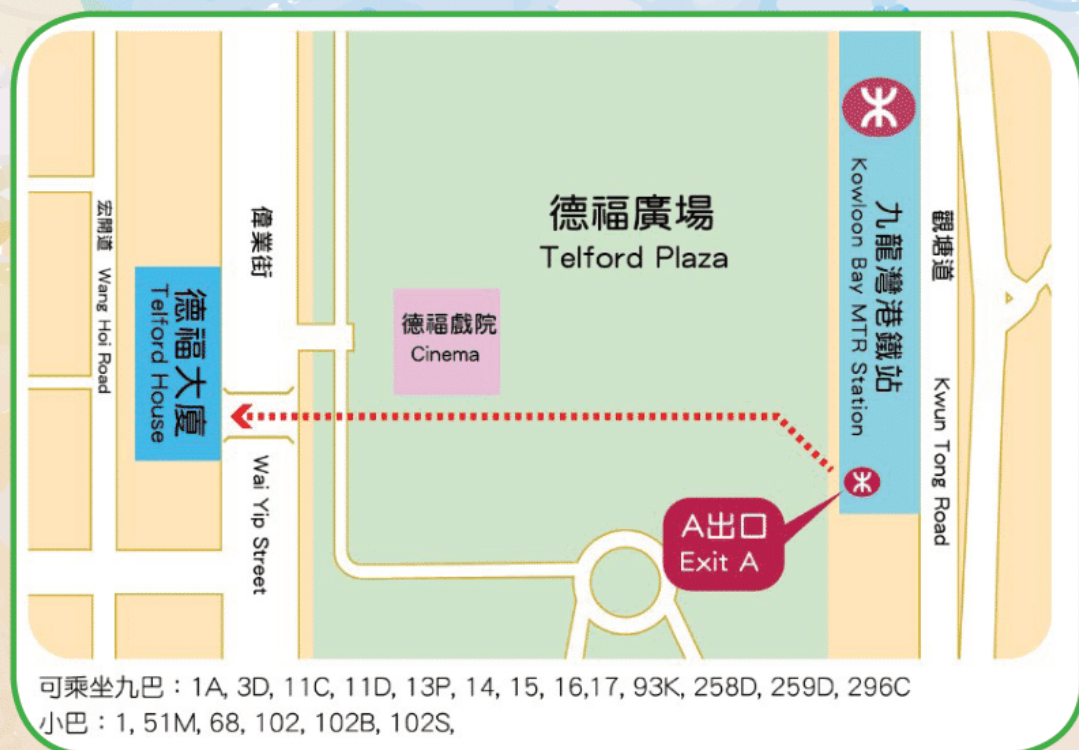 德福廣場
Telford Plaza
德福戲院
Cinema
九龍灣港鐵站
Kowloon Bay MTR Station
觀塘道
Kwun Tong Road
偉業街
Wai Yip Street
宏開道 Wang Hoi Road
德福大廈
Telford House
A出口
Exit A
可乘坐九巴：1A, 3D, 11C, 11D, 13P, 14, 15, 16,17, 93K, 258D, 259D, 296C
小巴：1, 51M, 68, 102, 102B, 102S,